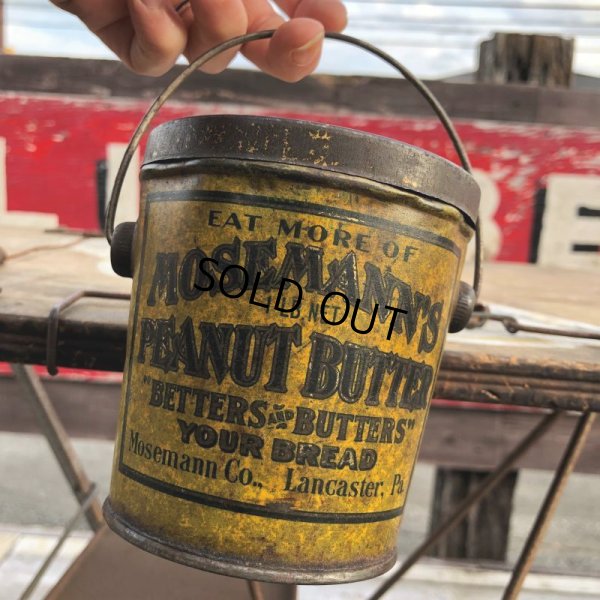 EAT MORE OF
MOSEMANN'S
SOLD OUT
PEANUT BUTTER
"BETTERS AND BUTTERS"
YOUR BREAD
Mosemann Co., Lancaster, Pa.